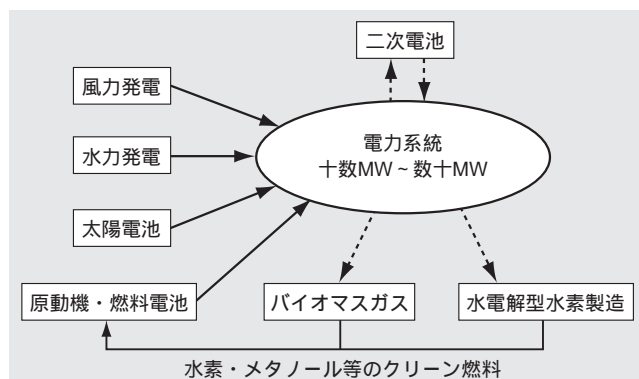 二次電池
風力発電
電力系統
十数MW ~ 数十MW
水力発電
太陽電池
原動機・燃料電池
バイオマスガス
水電解型水素製造
水素・メタノール等のクリーン燃料